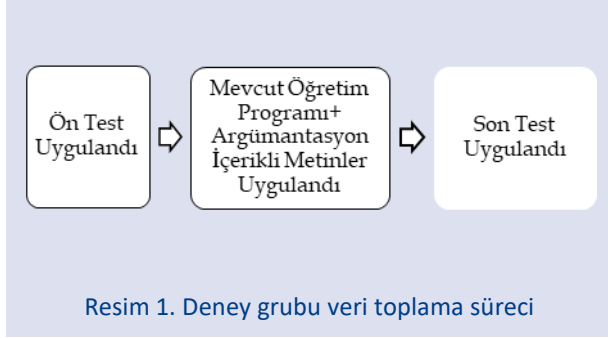 Ön Test
Uygulandı
Mevcut Öğretim
Programı+
Argümantasyon
İçerikli Metinler
Uygulandı
Son Test
Uygulandı
Resim 1. Deney grubu veri toplama süreci